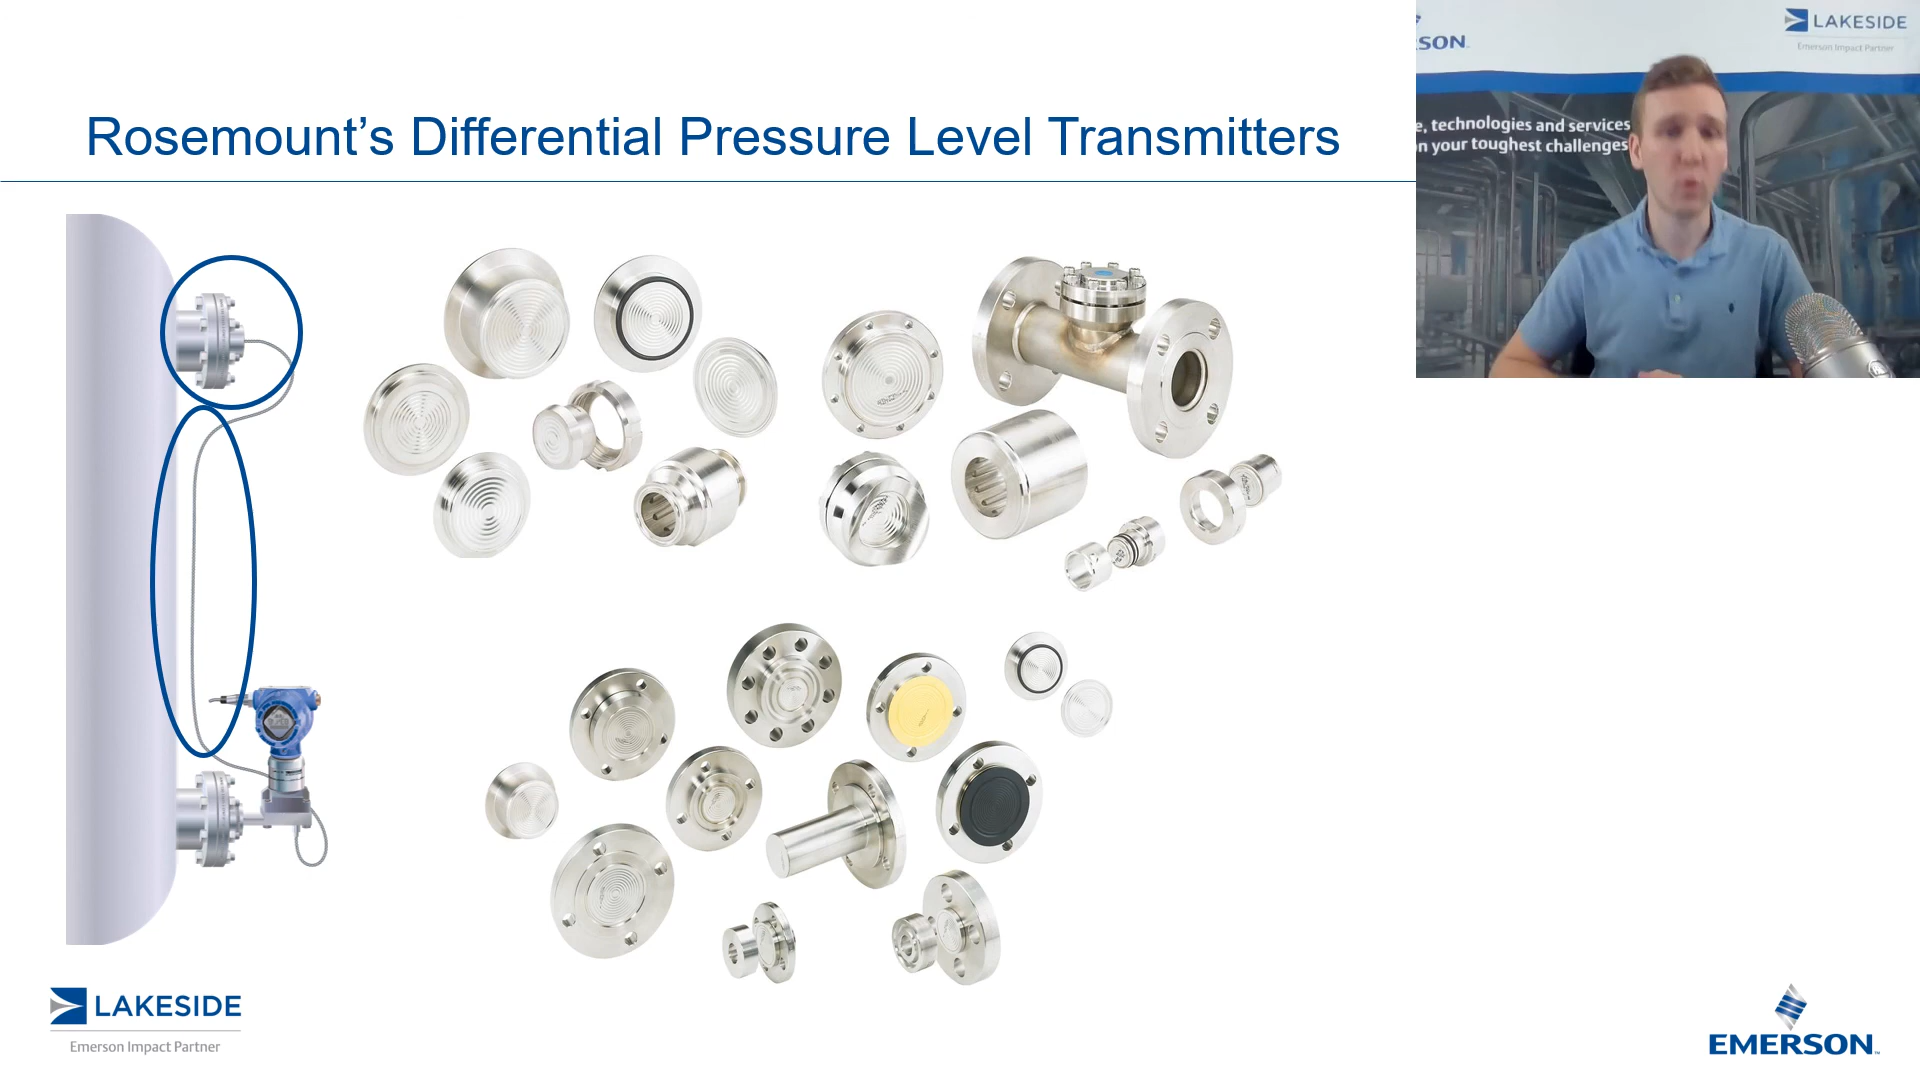 Rosemount’s Differential Pressure Level Transmitters
SON
LAKESIDE
Emerson Impact Partner
e, technologies and services
n your toughest challenges
LAKESIDE
Emerson Impact Partner
EMERSON™